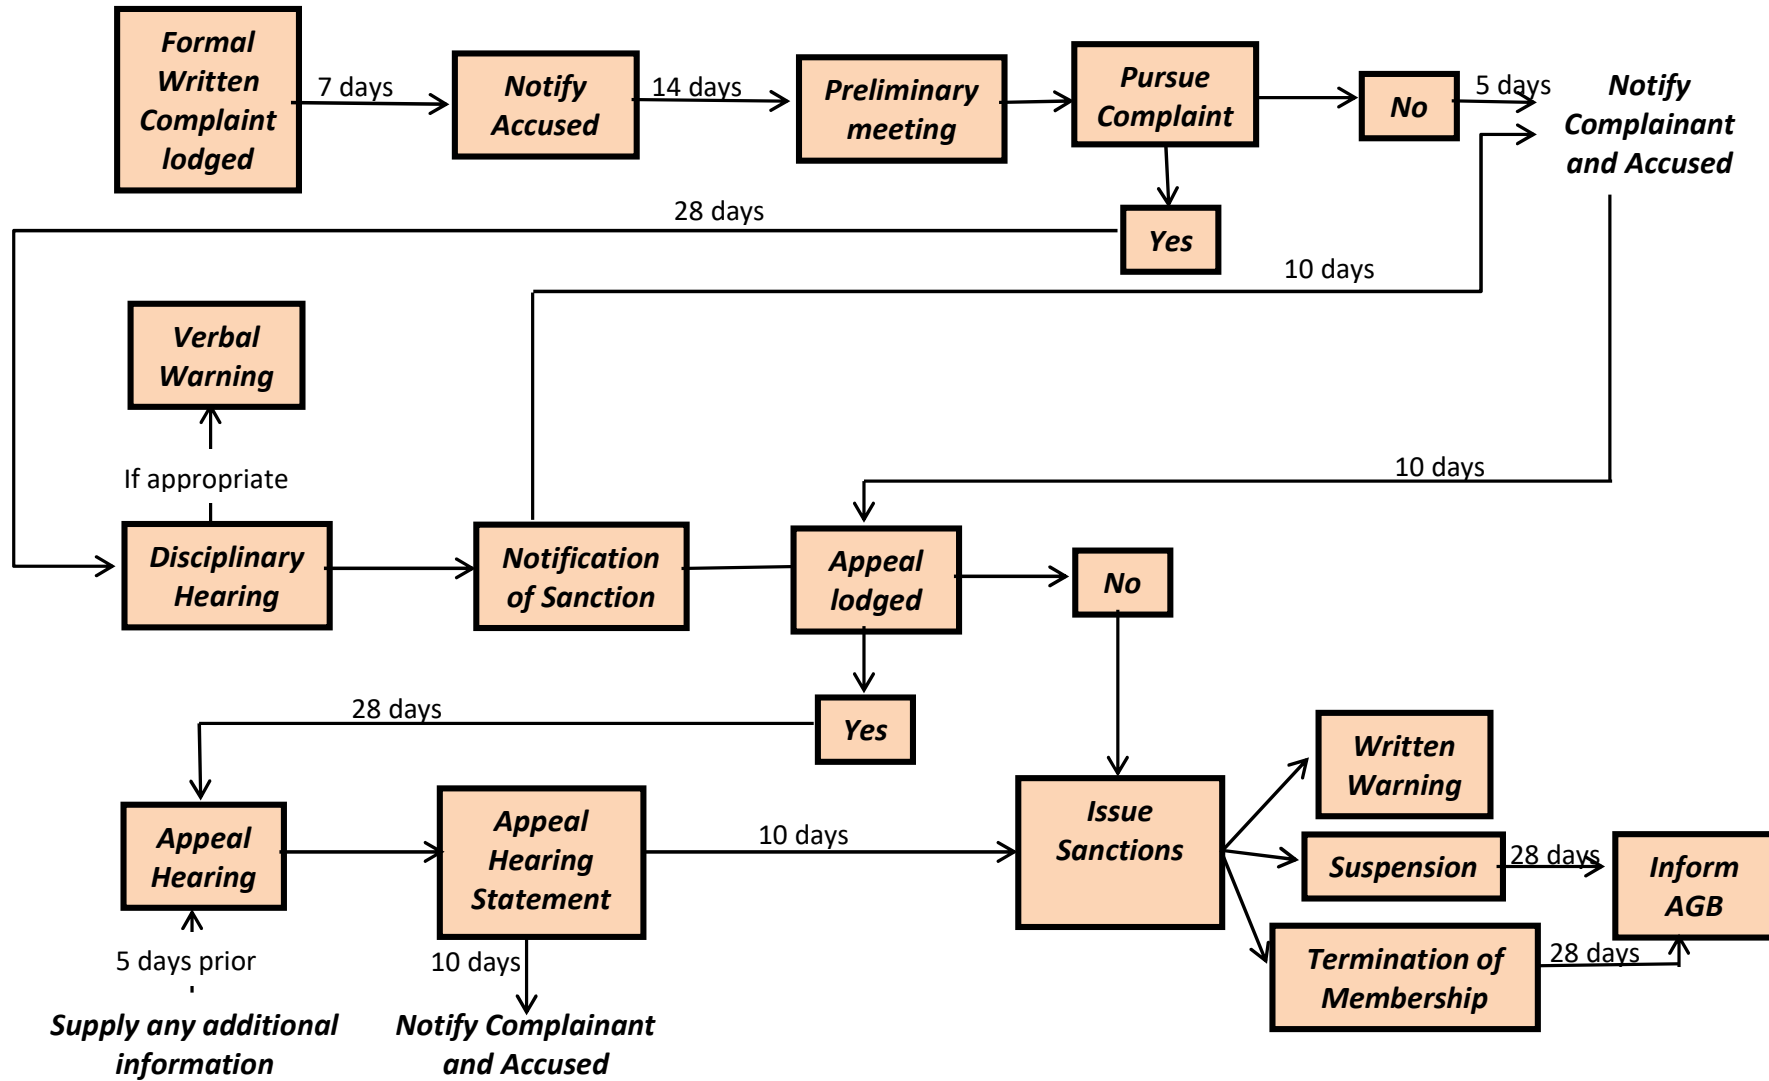 Formal
Written
Complaint
lodged
7 days
Notify
Accused
14 days
Preliminary
meeting
Pursue
Complaint
No
5 days
Notify
Complainant
and Accused
28 days
Yes
10 days
Verbal
Warning
If appropriate
10 days
Disciplinary
Hearing
Notification
of Sanction
Appeal
lodged
No
28 days
Yes
Written
Warning
Appeal
Hearing
Appeal
Hearing
Statement
10 days
Issue
Sanctions
Suspension
28 days
Inform
AGB
5 days prior
10 days
Termination of
Membership
28 days
Supply any additional
information
Notify Complainant
and Accused